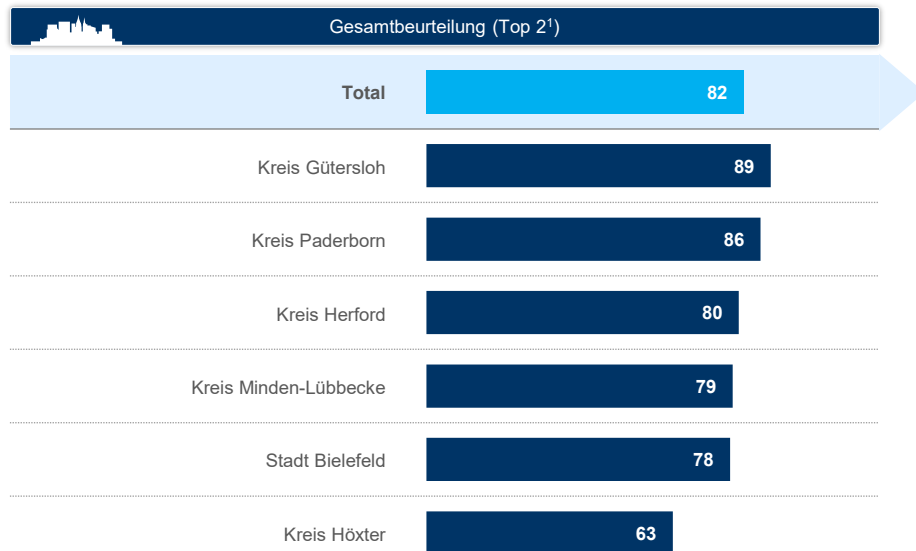 Gesamtbeurteilung (Top 2¹)
Total 82
Kreis Gütersloh 89
Kreis Paderborn 86
Kreis Herford 80
Kreis Minden-Lübbecke 79
Stadt Bielefeld 78
Kreis Höxter 63